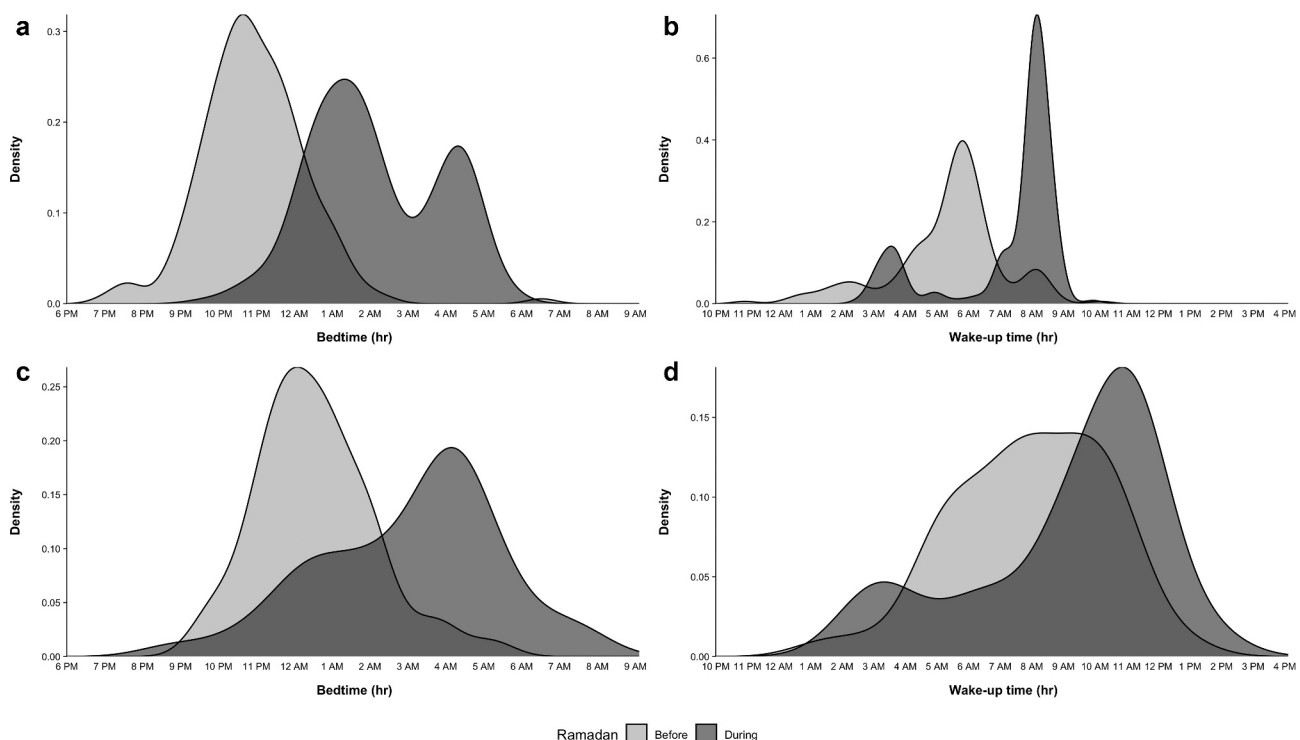 a
0.3
0.2
0.1
0.0
Density
6 PM 7 PM 8 PM 9 PM 10 PM 11 PM 12 AM 1 AM 2 AM 3 AM 4 AM 5 AM 6 AM 7 AM 8 AM 9 AM
Bedtime (hr)
b
0.6
0.4
0.2
0.0
Density
10 PM 11 PM 12 AM 1 AM 2 AM 3 AM 4 AM 5 AM 6 AM 7 AM 8 AM 9 AM 10 AM 11 AM 12 PM 1 PM 2 PM 3 PM 4 PM
Wake-up time (hr)
c
0.25
0.20
0.15
0.10
0.05
0.00
Density
6 PM 7 PM 8 PM 9 PM 10 PM 11 PM 12 AM 1 AM 2 AM 3 AM 4 AM 5 AM 6 AM 7 AM 8 AM 9 AM
Bedtime (hr)
d
0.15
0.10
0.05
0.00
Density
10 PM 11 PM 12 AM 1 AM 2 AM 3 AM 4 AM 5 AM 6 AM 7 AM 8 AM 9 AM 10 AM 11 AM 12 PM 1 PM 2 PM 3 PM 4 PM
Wake-up time (hr)
Ramadan Before During